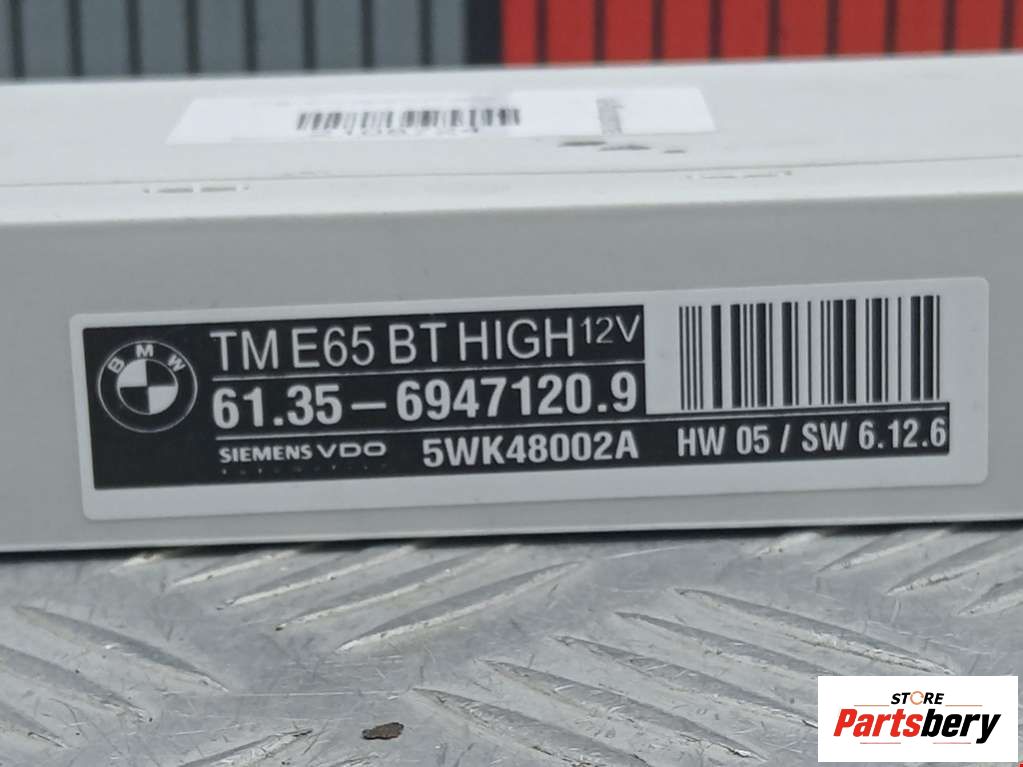 BMW
TM E65 BT HIGH 12V
61.35 – 6947120.9
SIEMENS VDO
5WK48002A
HW 05 / SW 6.12.6
STORE
Partsbery